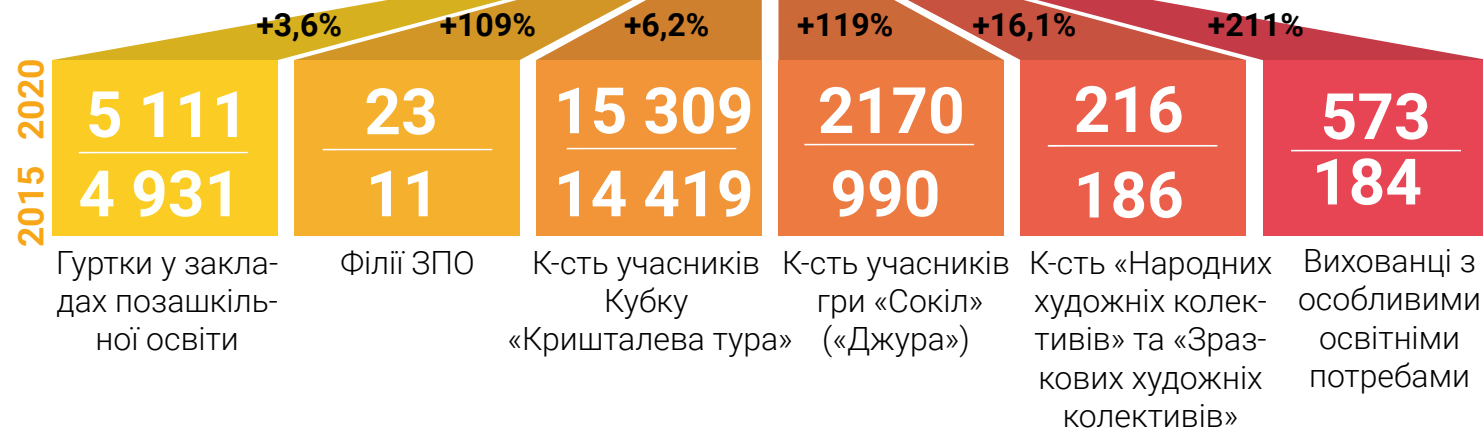 +3,6% +109% +6,2% +119% +16,1% +211%
2020
5 111 23 15 309 2170 216 573
2015
4 931 11 14 419 990 186 184
Гуртки у закла-
дах позашкіль-
ної освіти
Філії ЗПО
К-сть учасників
Кубку
«Кришталева тура»
К-сть учасників
гри «Сокіл»
(«Джура»)
К-сть «Народних
художніх колек-
тивів» та «Зраз-
кових художніх
колективів»
Вихованці з
особливими
освітніми
потребами